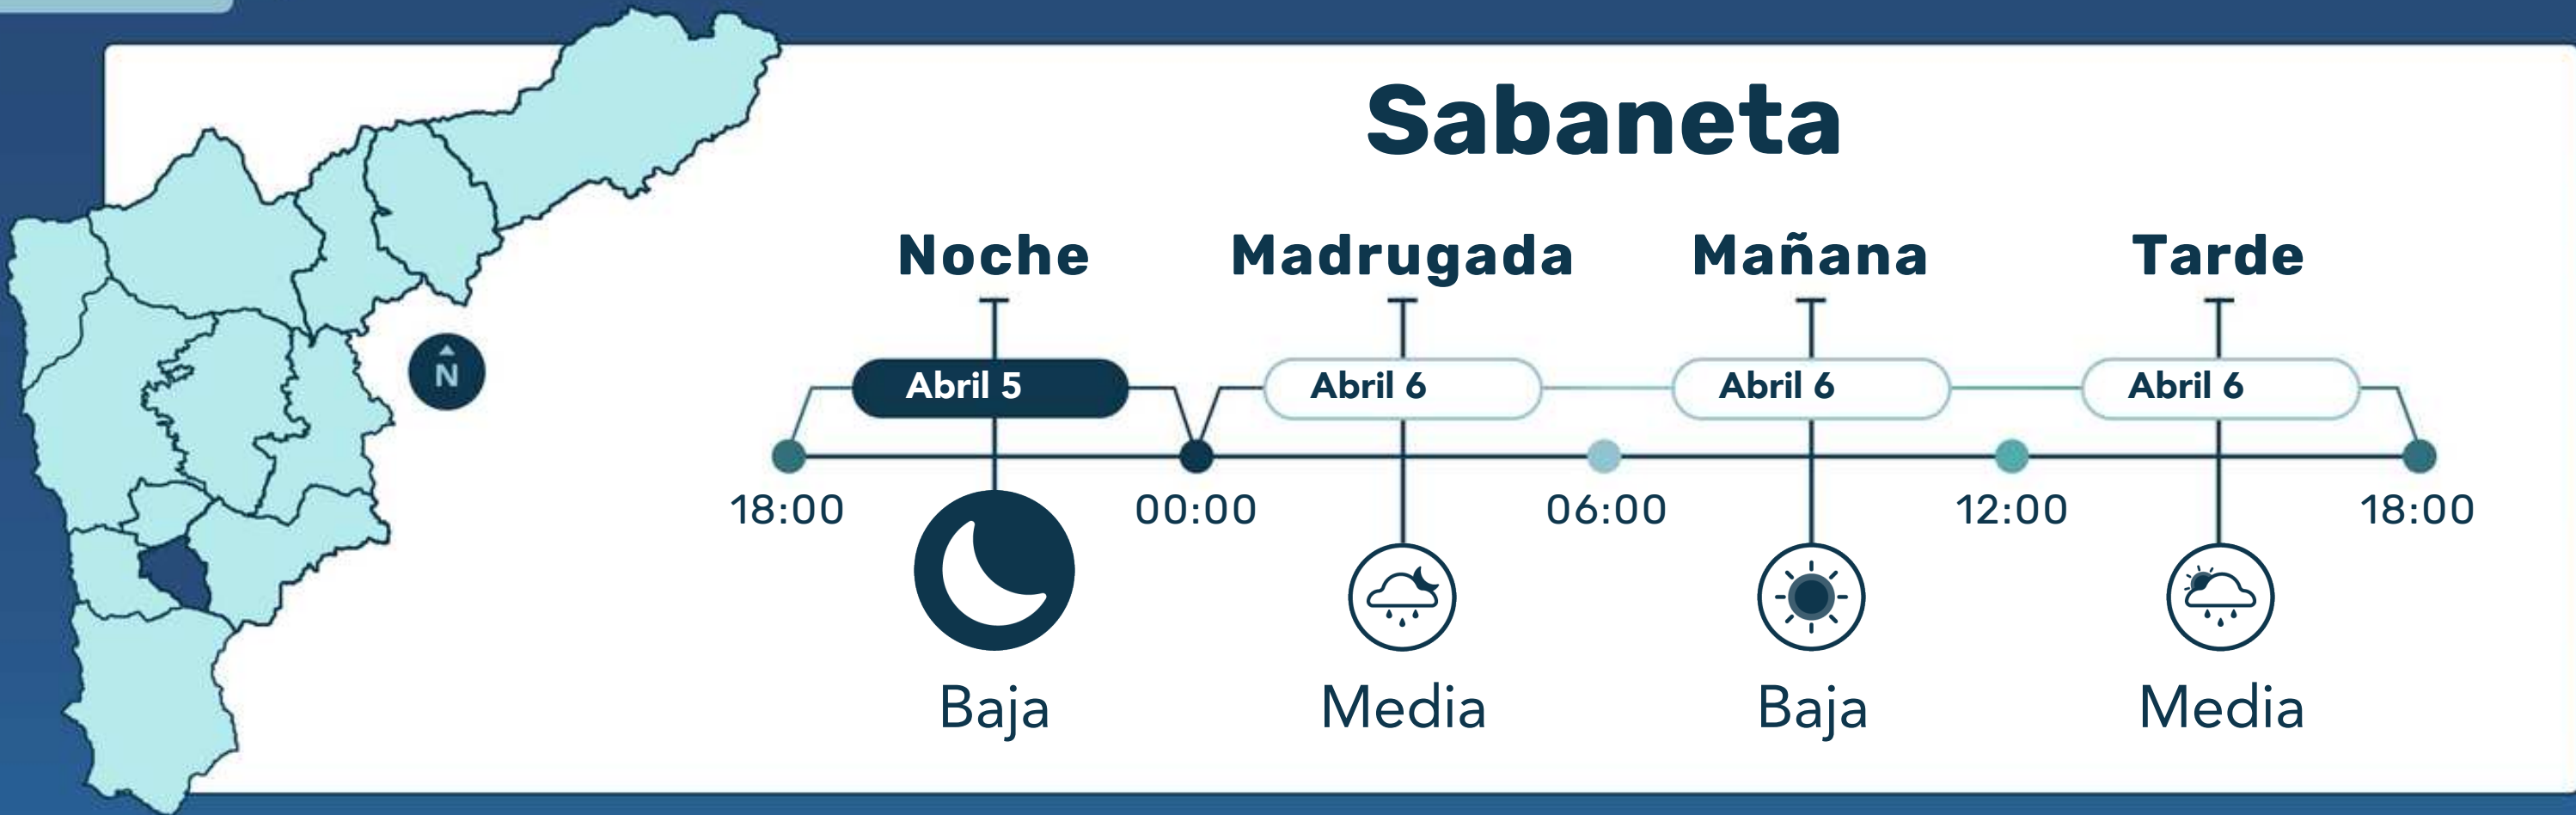 Sabaneta
Noche
Madrugada
Mañana
Tarde
N
Abril 5
Abril 6
Abril 6
Abril 6
18:00
00:00
06:00
12:00
18:00
Baja
Media
Baja
Media